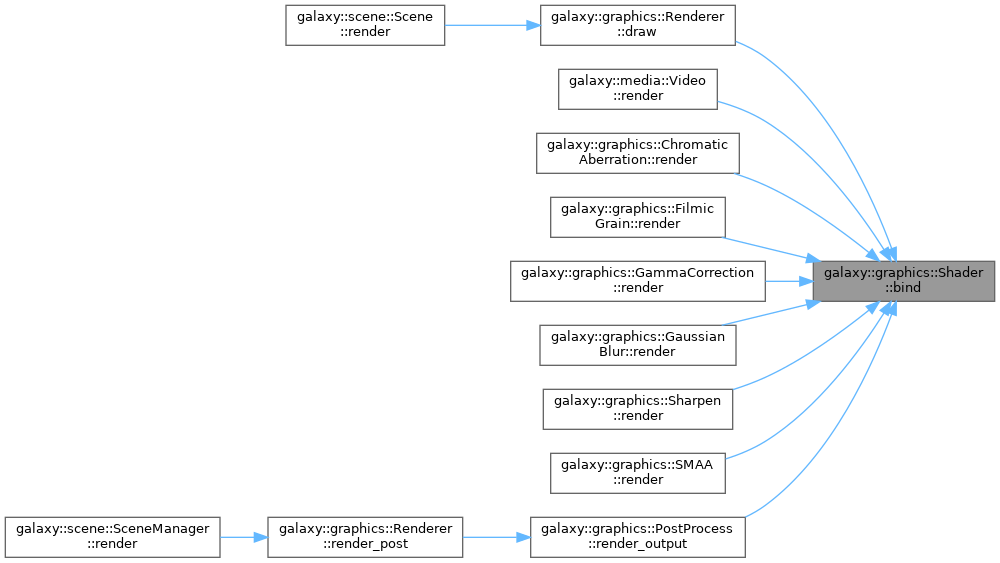 galaxy::scene::Scene
::render
galaxy::graphics::Renderer
::draw
galaxy::media::Video
::render
galaxy::graphics::Chromatic
Aberration::render
galaxy::graphics::Filmic
Grain::render
galaxy::graphics::GammaCorrection
::render
galaxy::graphics::Shader
::bind
galaxy::graphics::Gaussian
Blur::render
galaxy::graphics::Sharpen
::render
galaxy::graphics::SMAA
::render
galaxy::scene::SceneManager
::render
galaxy::graphics::Renderer
::render_post
galaxy::graphics::PostProcess
::render_output